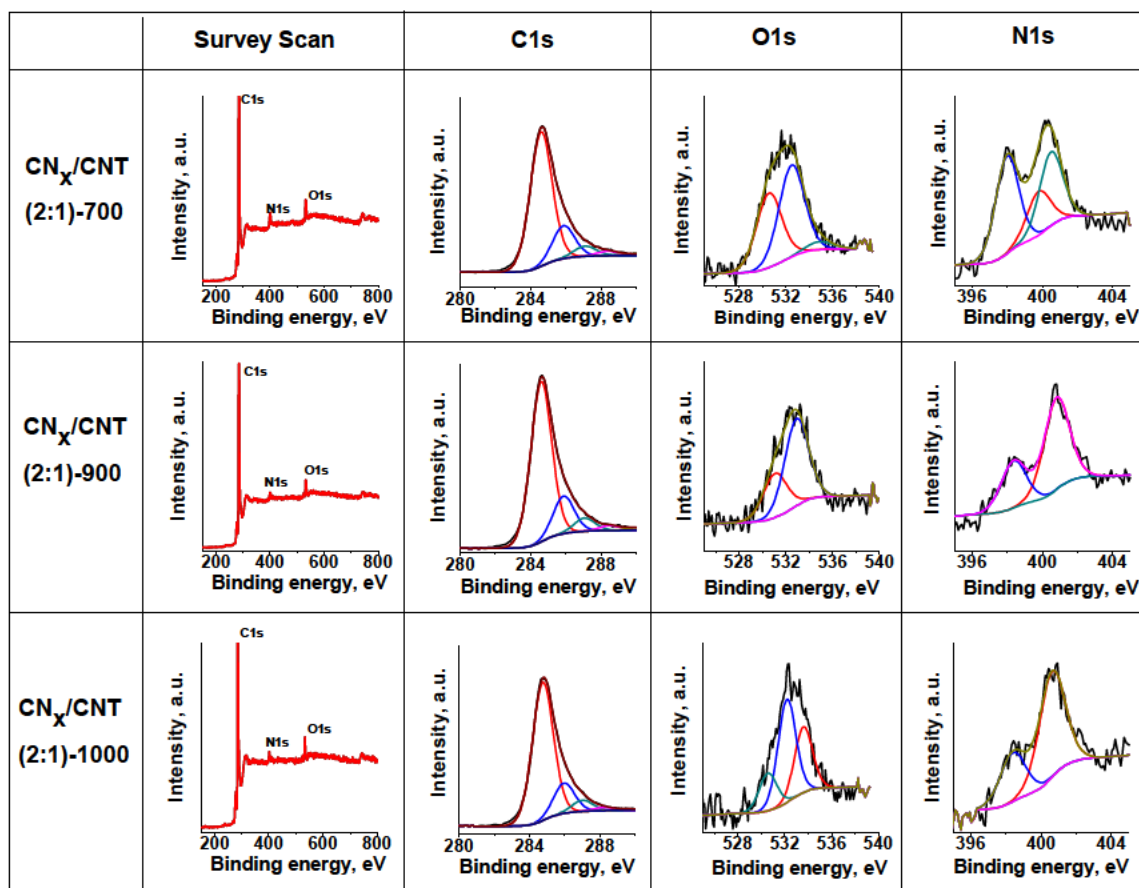 Survey Scan C1s O1s N1s
CNx/CNT
(2:1)-700
Intensity, a.u.
C1s
N1s
O1s
200 400 600 800
Binding energy, eV
Intensity, a.u.
280 284 288
Binding energy, eV
Intensity, a.u.
528 532 536 540
Binding energy, eV
Intensity, a.u.
396 400 404
Binding energy, eV
CNx/CNT
(2:1)-900
Intensity, a.u.
C1s
N1s
O1s
200 400 600 800
Binding energy, eV
Intensity, a.u.
280 284 288
Binding energy, eV
Intensity, a.u.
528 532 536 540
Binding energy, eV
Intensity, a.u.
396 400 404
Binding energy, eV
CNx/CNT
(2:1)-1000
Intensity, a.u.
C1s
N1s
O1s
200 400 600 800
Binding energy, eV
Intensity, a.u.
280 284 288
Binding energy, eV
Intensity, a.u.
528 532 536 540
Binding energy, eV
Intensity, a.u.
396 400 404
Binding energy, eV